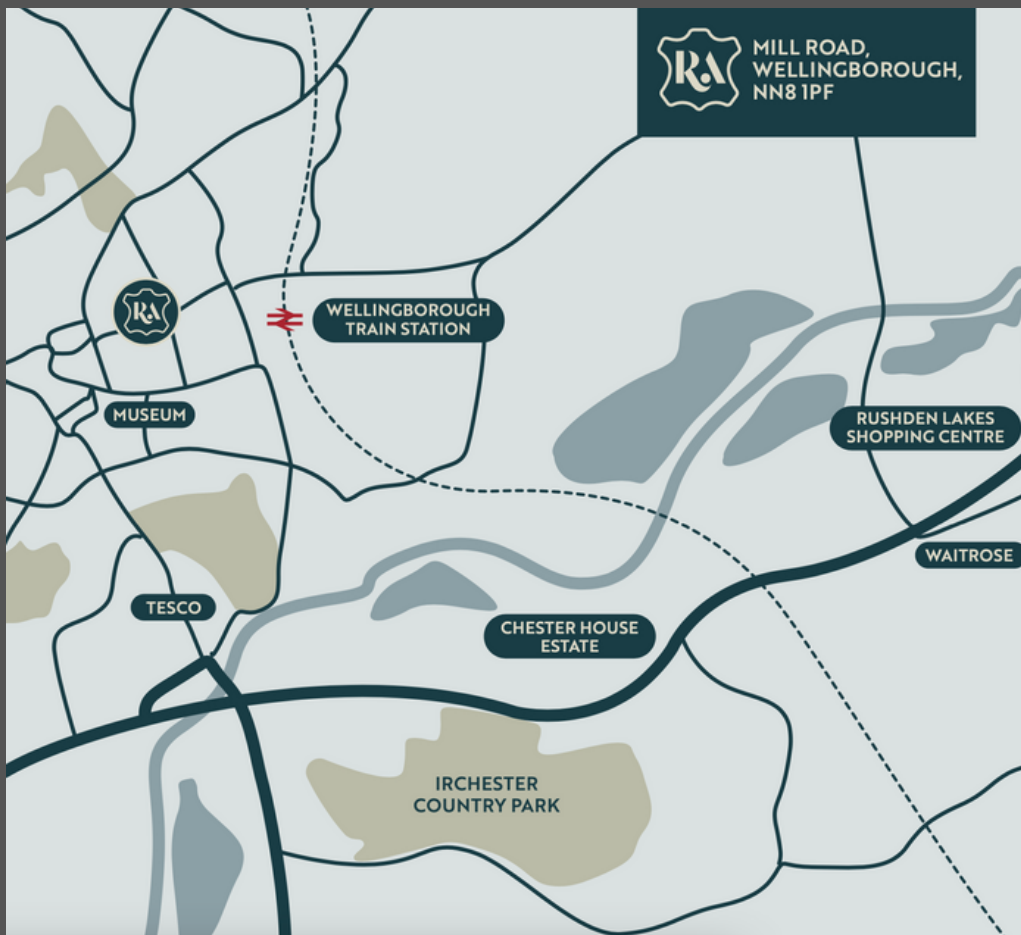 RA
MILL ROAD,
WELLINGBOROUGH,
NN8 1PF
RA
WELLINGBOROUGH
TRAIN STATION
MUSEUM
RUSHDEN LAKES
SHOPPING CENTRE
WAITROSE
TESCO
CHESTER HOUSE
ESTATE
IRCHESTER
COUNTRY PARK